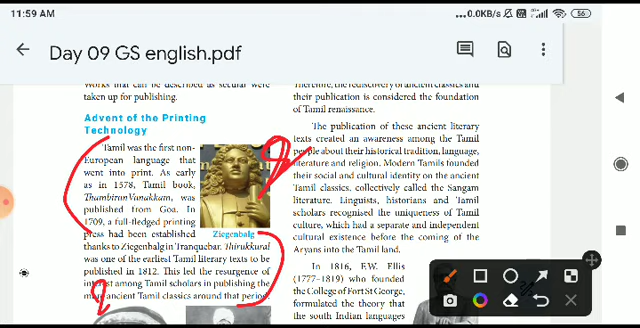 11:59 AM
...0.0KB/s
56
Day 09 GS english.pdf
works that can be described as secular were
taken up for publishing.
Advent of the Printing
Technology
Tamil was the first non-
European language that
went into print. As early
as in 1578, Tamil book,
Thambiran Vanakkam, was
published from Goa. In
1709, a full-fledged printing
press had been established
thanks to Ziegenbalg in Tranquebar. Thirukkural
was one of the earliest Tamil literary texts to be
published in 1812. This led the resurgence of
interest among Tamil scholars in publishing the
more ancient Tamil classics around that period.
Ziegenbalg
Therefore, the rediscovery of ancient classics and
their publication is considered the foundation
of Tamil renaissance.
The publication of these ancient literary
texts created an awareness among the Tamil
people about their historical tradition, language,
literature and religion. Modern Tamils founded
their social and cultural identity on the ancient
Tamil classics, collectively called the Sangam
literature. Linguists, historians and Tamil
scholars recognised the uniqueness of Tamil
culture, which had a separate and independent
cultural existence before the coming of the
Aryans into the Tamil land.
In 1816, F.W. Ellis
(1777–1819) who founded
the College of Fort St George,
formulated the theory that
the south Indian languages